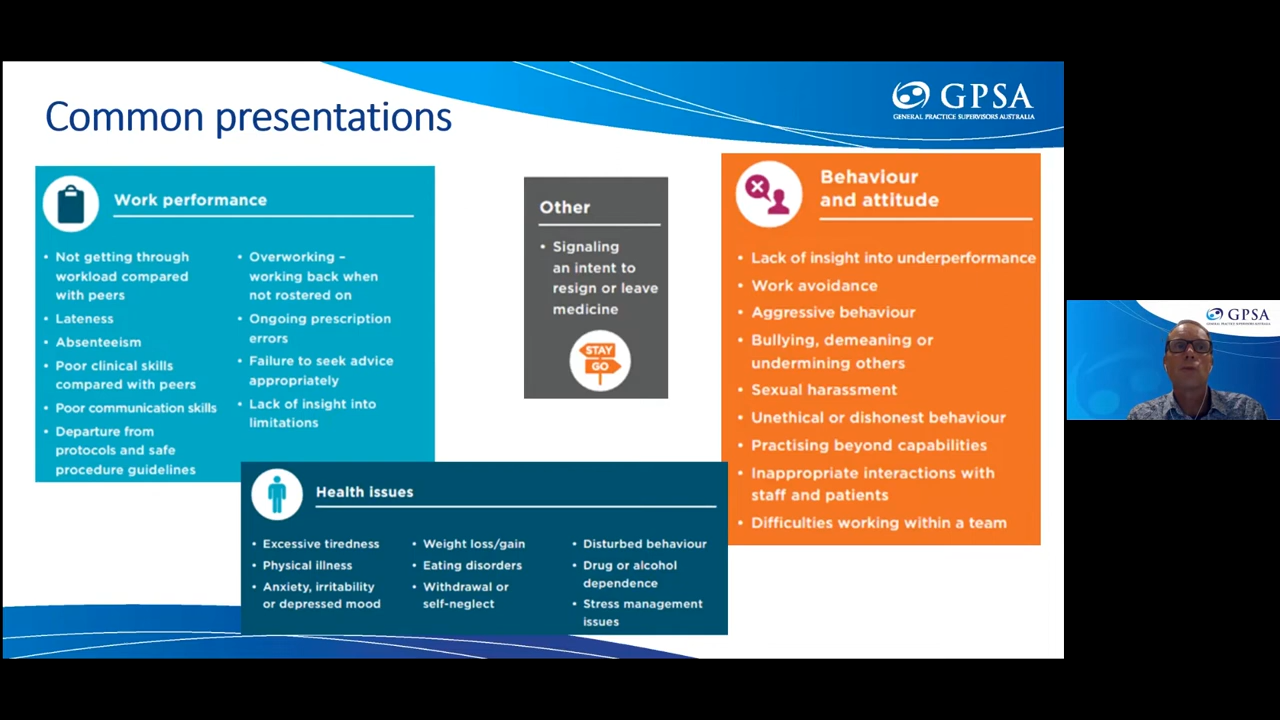 Common presentations
GPSA
GENERAL PRACTICE SUPERVISORS AUSTRALIA
Work performance
• Not getting through
workload compared
with peers
• Lateness
• Absenteeism
• Poor clinical skills
compared with peers
• Poor communication skills
• Departure from
protocols and safe
procedure guidelines
• Overworking –
working back when
not rostered on
• Ongoing prescription
errors
• Failure to seek advice
appropriately
• Lack of insight into
limitations
Other
• Signaling
an intent to
resign or leave
medicine
STAY
GO
Behaviour
and attitude
• Lack of insight into underperformance
• Work avoidance
• Aggressive behaviour
• Bullying, demeaning or
undermining others
• Sexual harassment
• Unethical or dishonest behaviour
• Practising beyond capabilities
• Inappropriate interactions with
staff and patients
• Difficulties working within a team
Health issues
• Excessive tiredness
• Physical illness
• Anxiety, irritability
or depressed mood
• Weight loss/gain
• Eating disorders
• Withdrawal or
self-neglect
• Disturbed behaviour
• Drug or alcohol
dependence
• Stress management
issues
GPSA